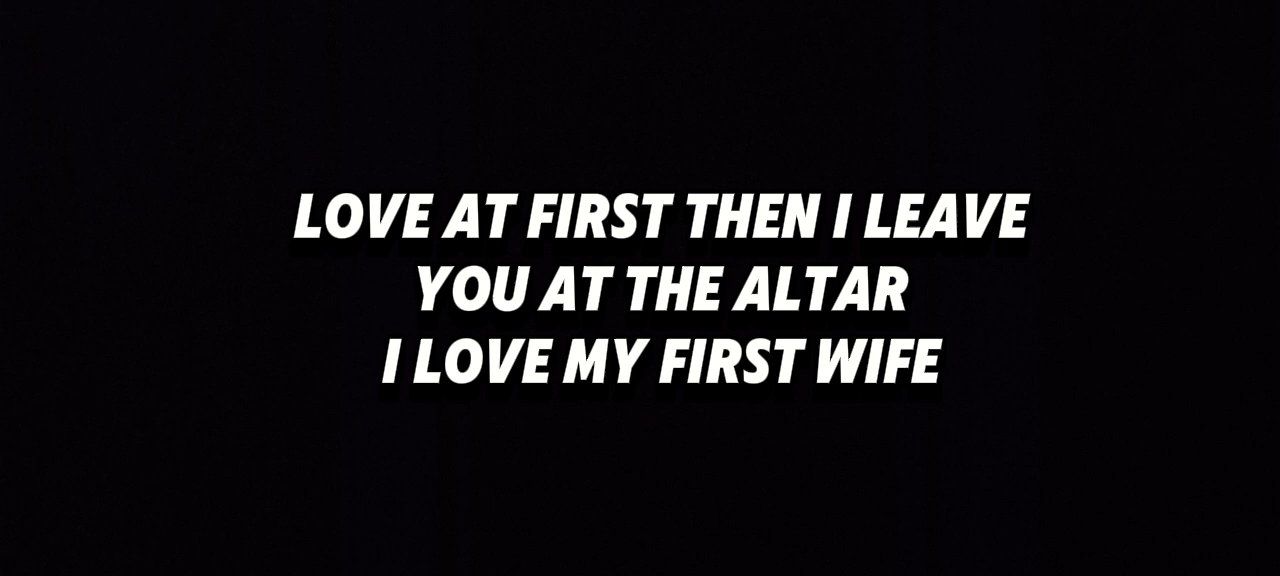 LOVE AT FIRST THEN I LEAVE
YOU AT THE ALTAR
I LOVE MY FIRST WIFE